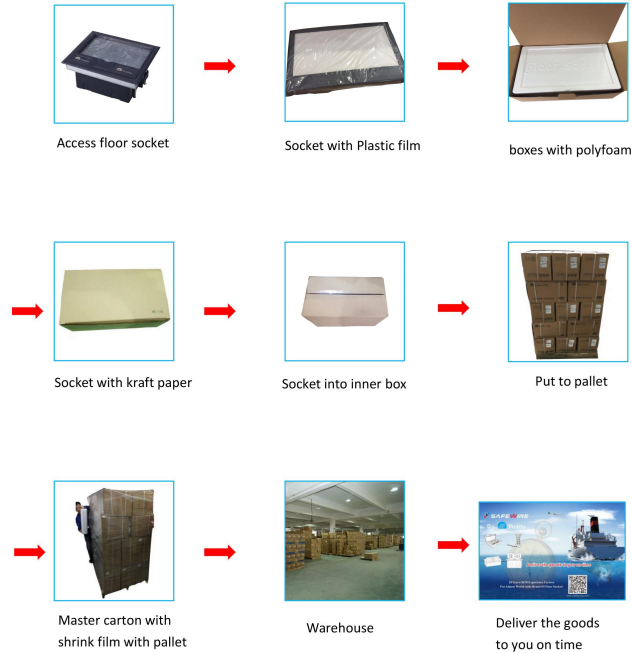 Access floor socket
Socket with Plastic film
boxes with polyfoam
Socket with kraft paper
Socket into inner box
Put to pallet
Master carton with
shrink film with pallet
Warehouse
SAFEWIRE
Deliver the goods
to you on time